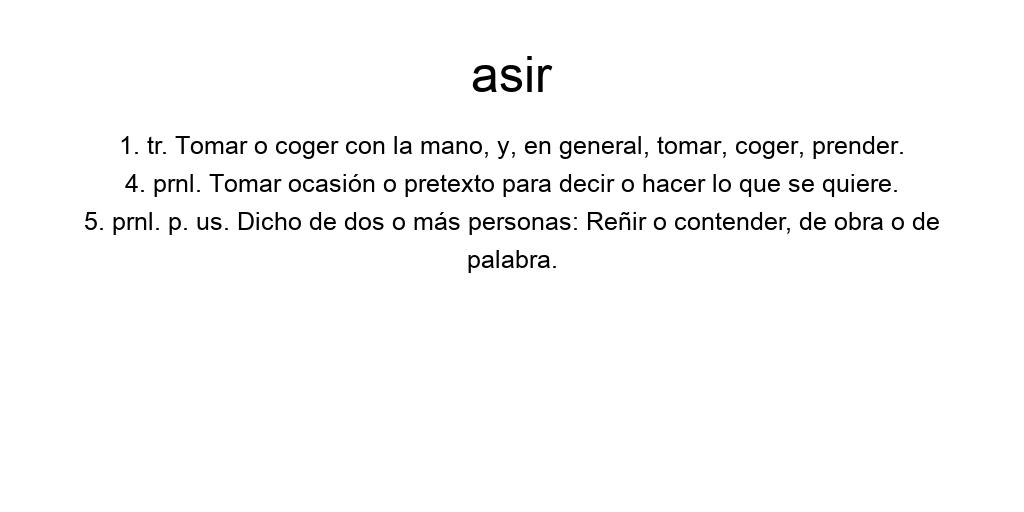 asir
1. tr. Tomar o coger con la mano, y, en general, tomar, coger, prender.
4. prnl. Tomar ocasión o pretexto para decir o hacer lo que se quiere.
5. prnl. p. us. Dicho de dos o más personas: Reñir o contender, de obra o de
palabra.